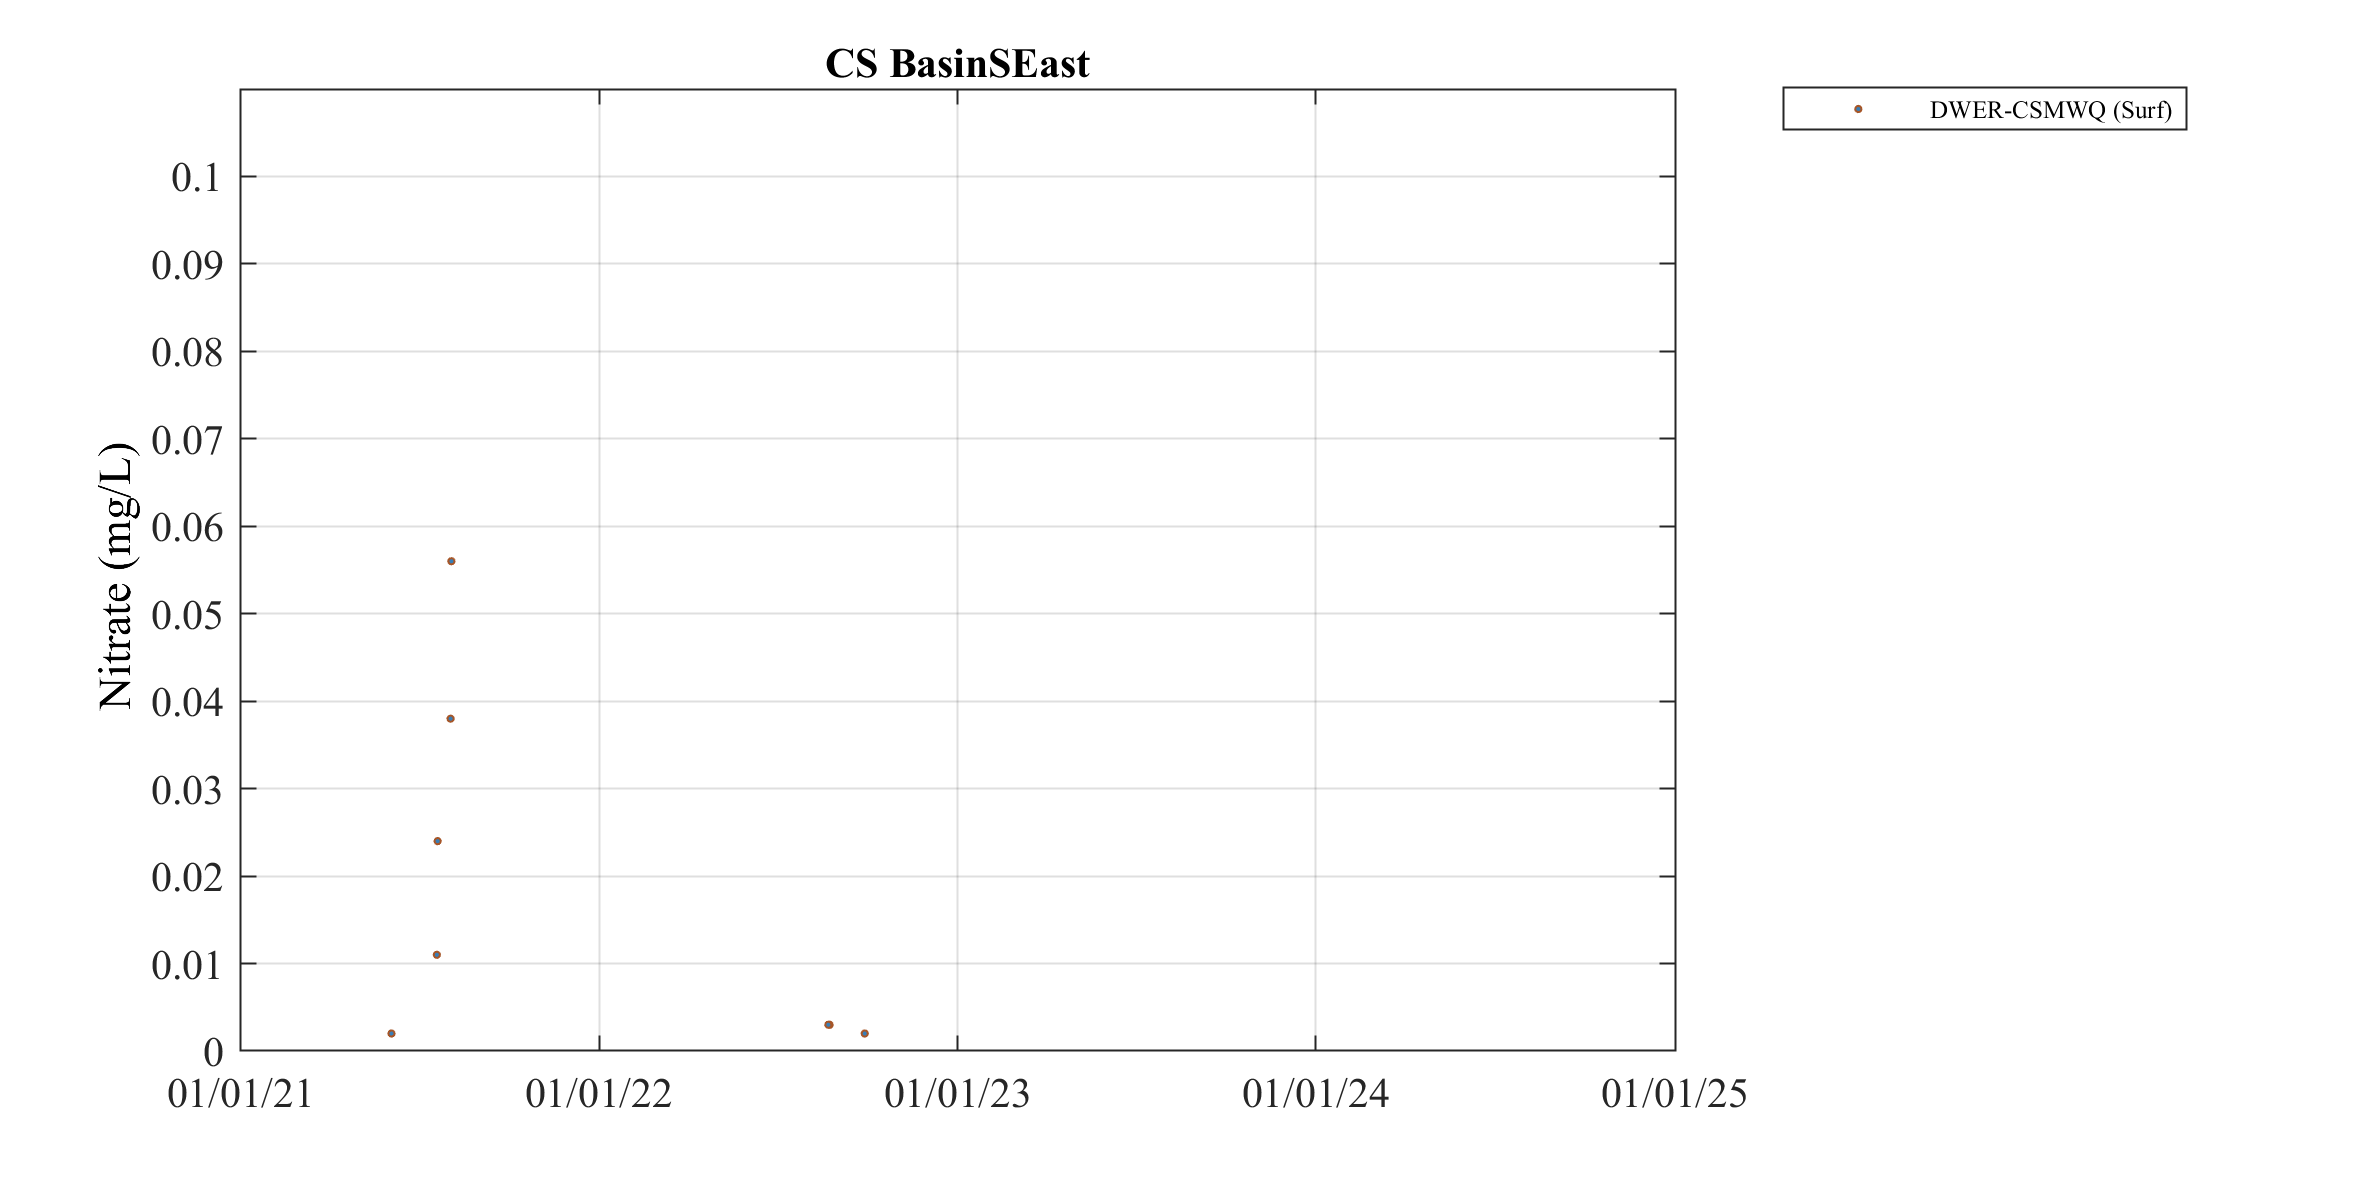 CS BasinSEast
DWER-CSMWQ (Surf)
Nitrate (mg/L)
0.1
0.09
0.08
0.07
0.06
0.05
0.04
0.03
0.02
0.01
0
01/01/21 01/01/22 01/01/23 01/01/24 01/01/25